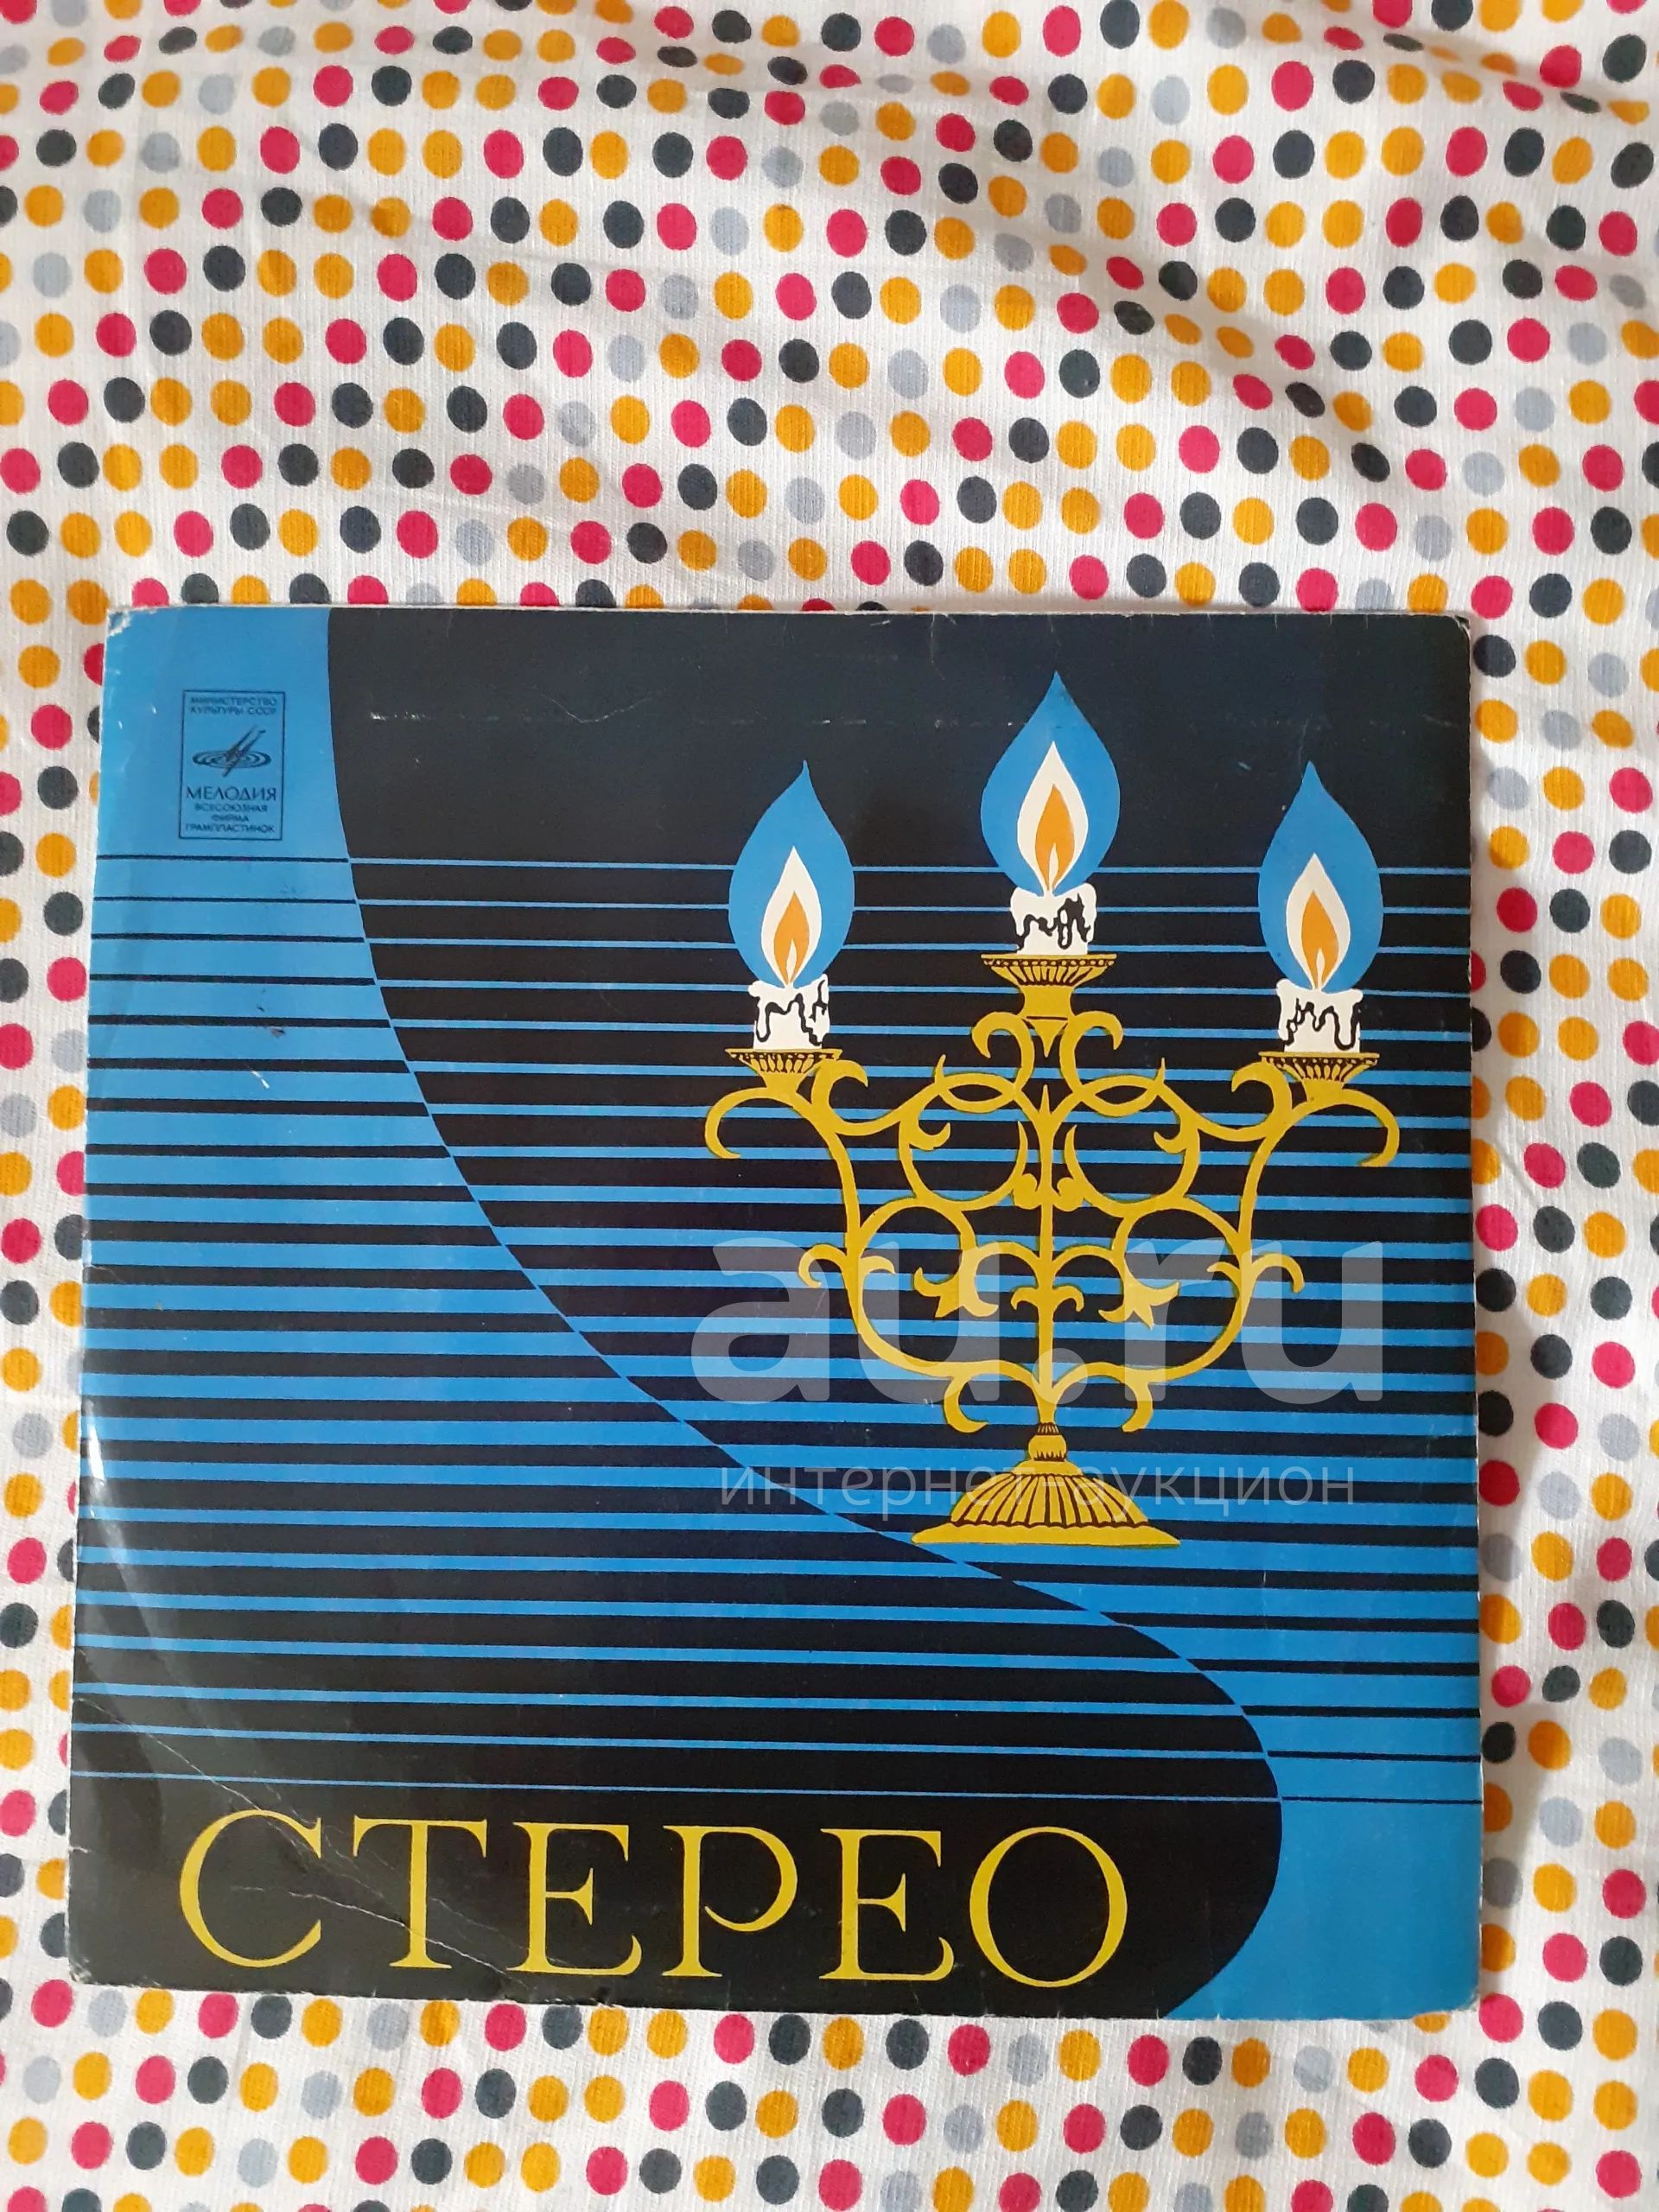 МИНИСТЕРСТВО
КУЛЬТУРЫ СССР
МЕЛОДИЯ
ВСЕСОЮЗНАЯ
ФИРМА
ГРАМПЛАСТИНОК
au.ru
интернет-аукцион
СТЕРЕО